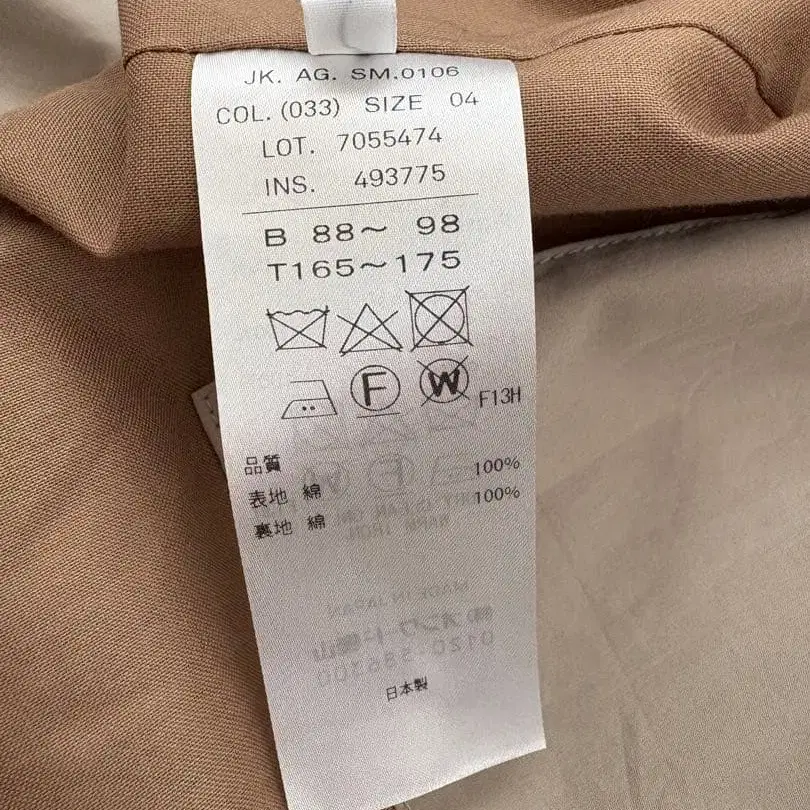 JK. AG. SM.0106
COL.(033) SIZE 04
LOT. 7055474
INS. 493775
B 88〜 98
T165〜175
F W F13H
品質
表地 綿 100%
裏地 綿 100%
日本製